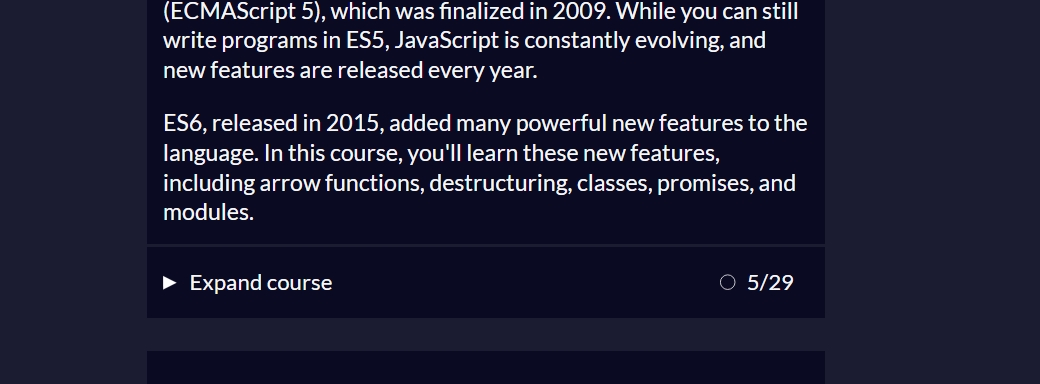 (ECMAScript 5), which was finalized in 2009. While you can still
write programs in ES5, JavaScript is constantly evolving, and
new features are released every year.
ES6, released in 2015, added many powerful new features to the
language. In this course, you'll learn these new features,
including arrow functions, destructuring, classes, promises, and
modules.
Expand course 5/29